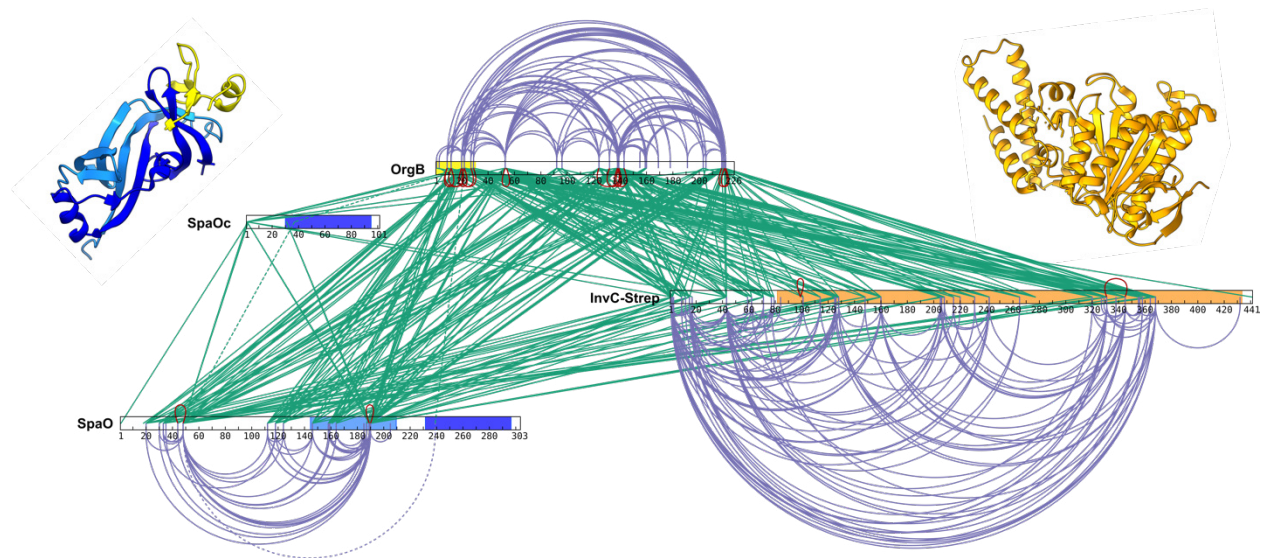 OrgB
1 20 40 60 80 100 120 140 160 180 200 226
SpaOc
1 20 40 60 80 101
InvC-Strep
1 20 40 60 80 100 120 140 160 180 200 220 240 260 280 300 320 340 360 380 400 420 441
SpaO
1 20 40 60 80 100 120 140 160 180 200 220 240 260 280 303